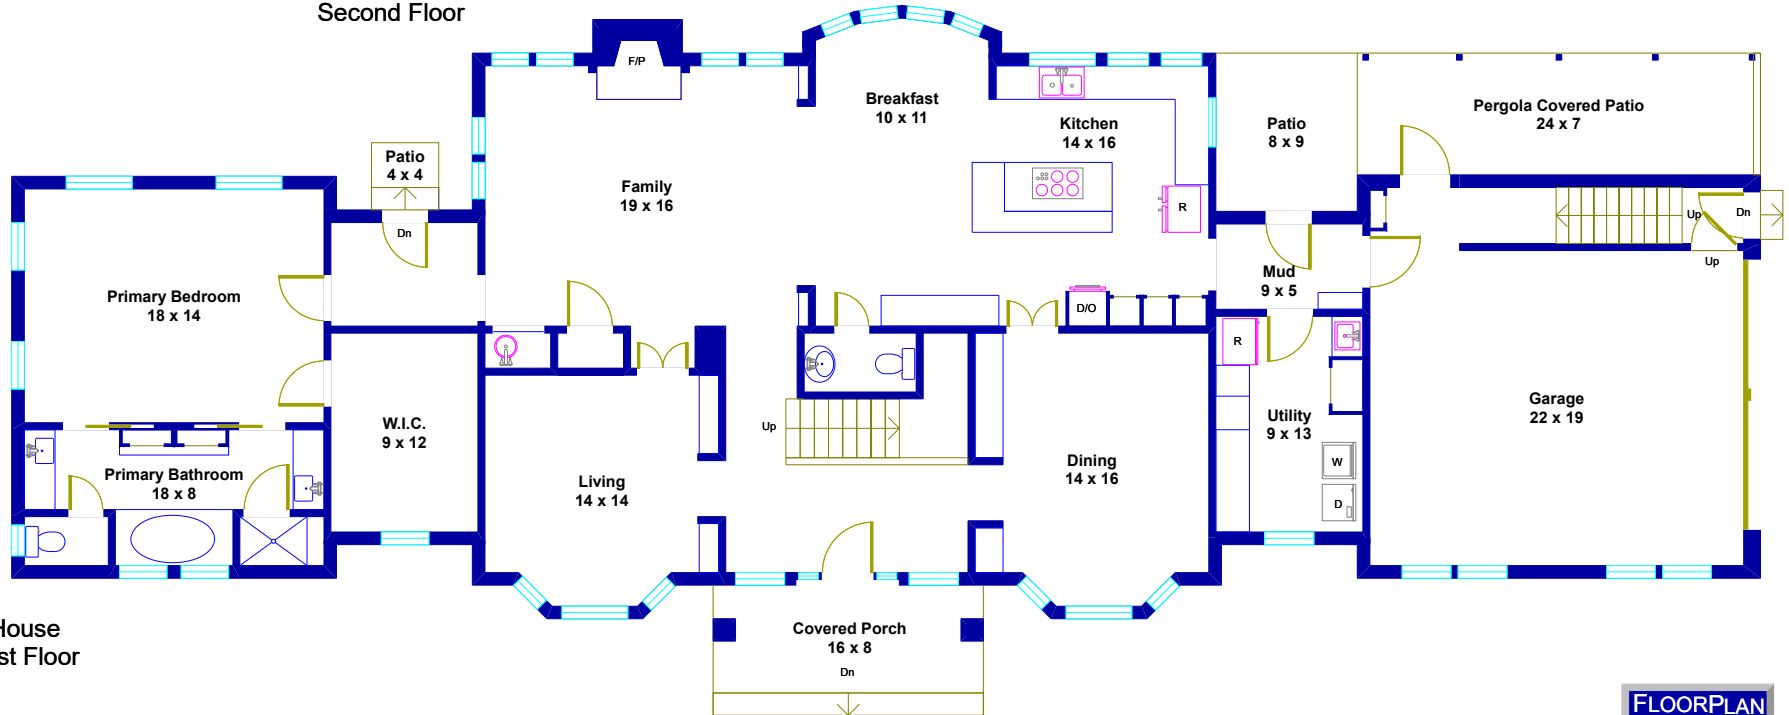 Second Floor
F/P
Breakfast
10 x 11
Kitchen
14 x 16
Patio
8 x 9
Pergola Covered Patio
24 x 7
Patio
4 x 4
Dn
Family
19 x 16
R
Up
Dn
Up
Primary Bedroom
18 x 14
Mud
9 x 5
D/O
R
W.I.C.
9 x 12
Up
Utility
9 x 13
Garage
22 x 19
Primary Bathroom
18 x 8
Living
14 x 14
Dining
14 x 16
W
D
House
st Floor
Covered Porch
16 x 8
Dn
FLOORPLAN